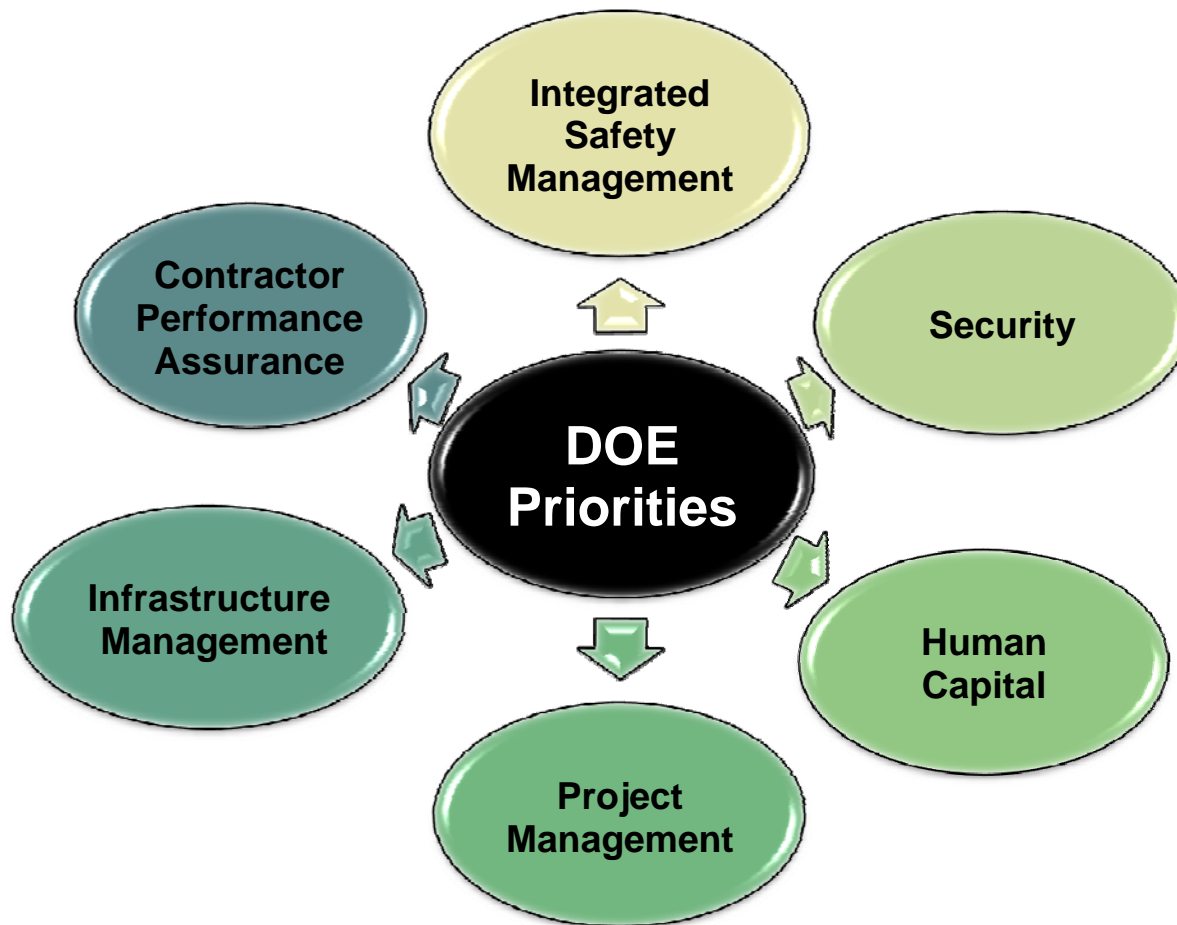 Integrated
Safety
Management
Contractor
Performance
Assurance
Security
DOE
Priorities
Infrastructure
Management
Human
Capital
Project
Management